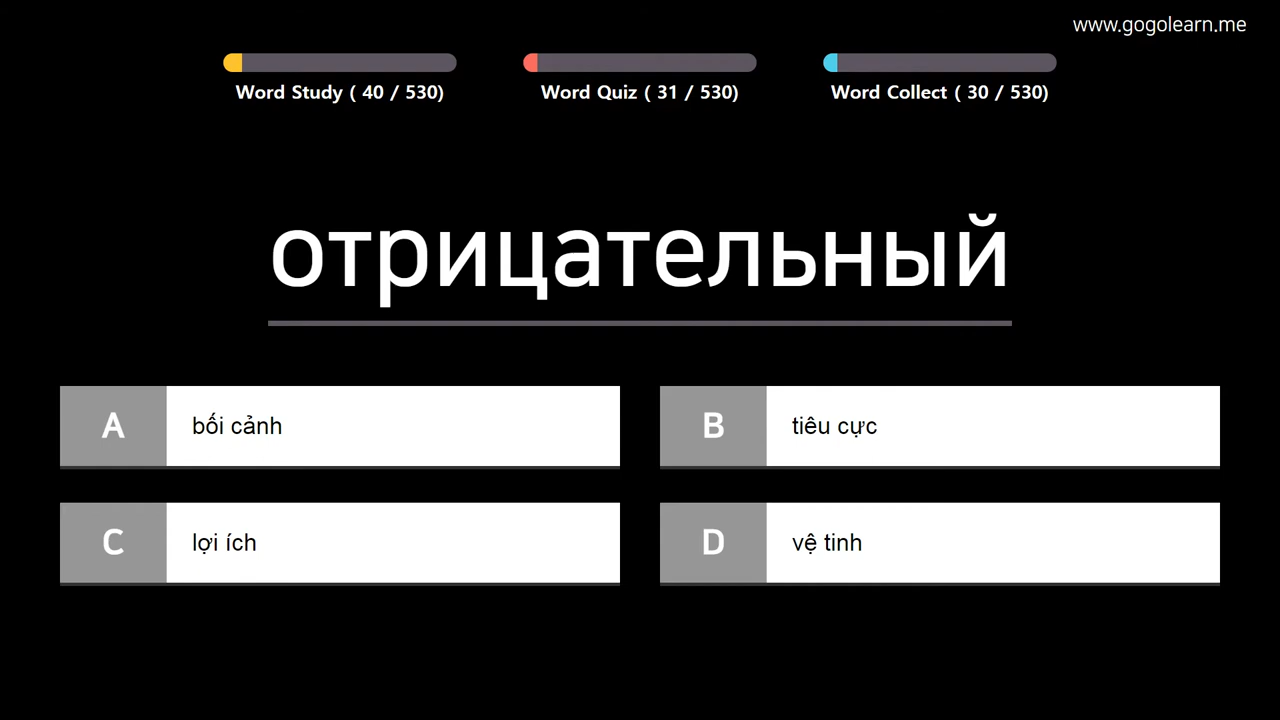 www.gogolearn.me
Word Study ( 40 / 530)
Word Quiz ( 31 / 530)
Word Collect ( 30 / 530)
отрицательный
A bối cảnh
B tiêu cực
C lợi ích
D vệ tinh